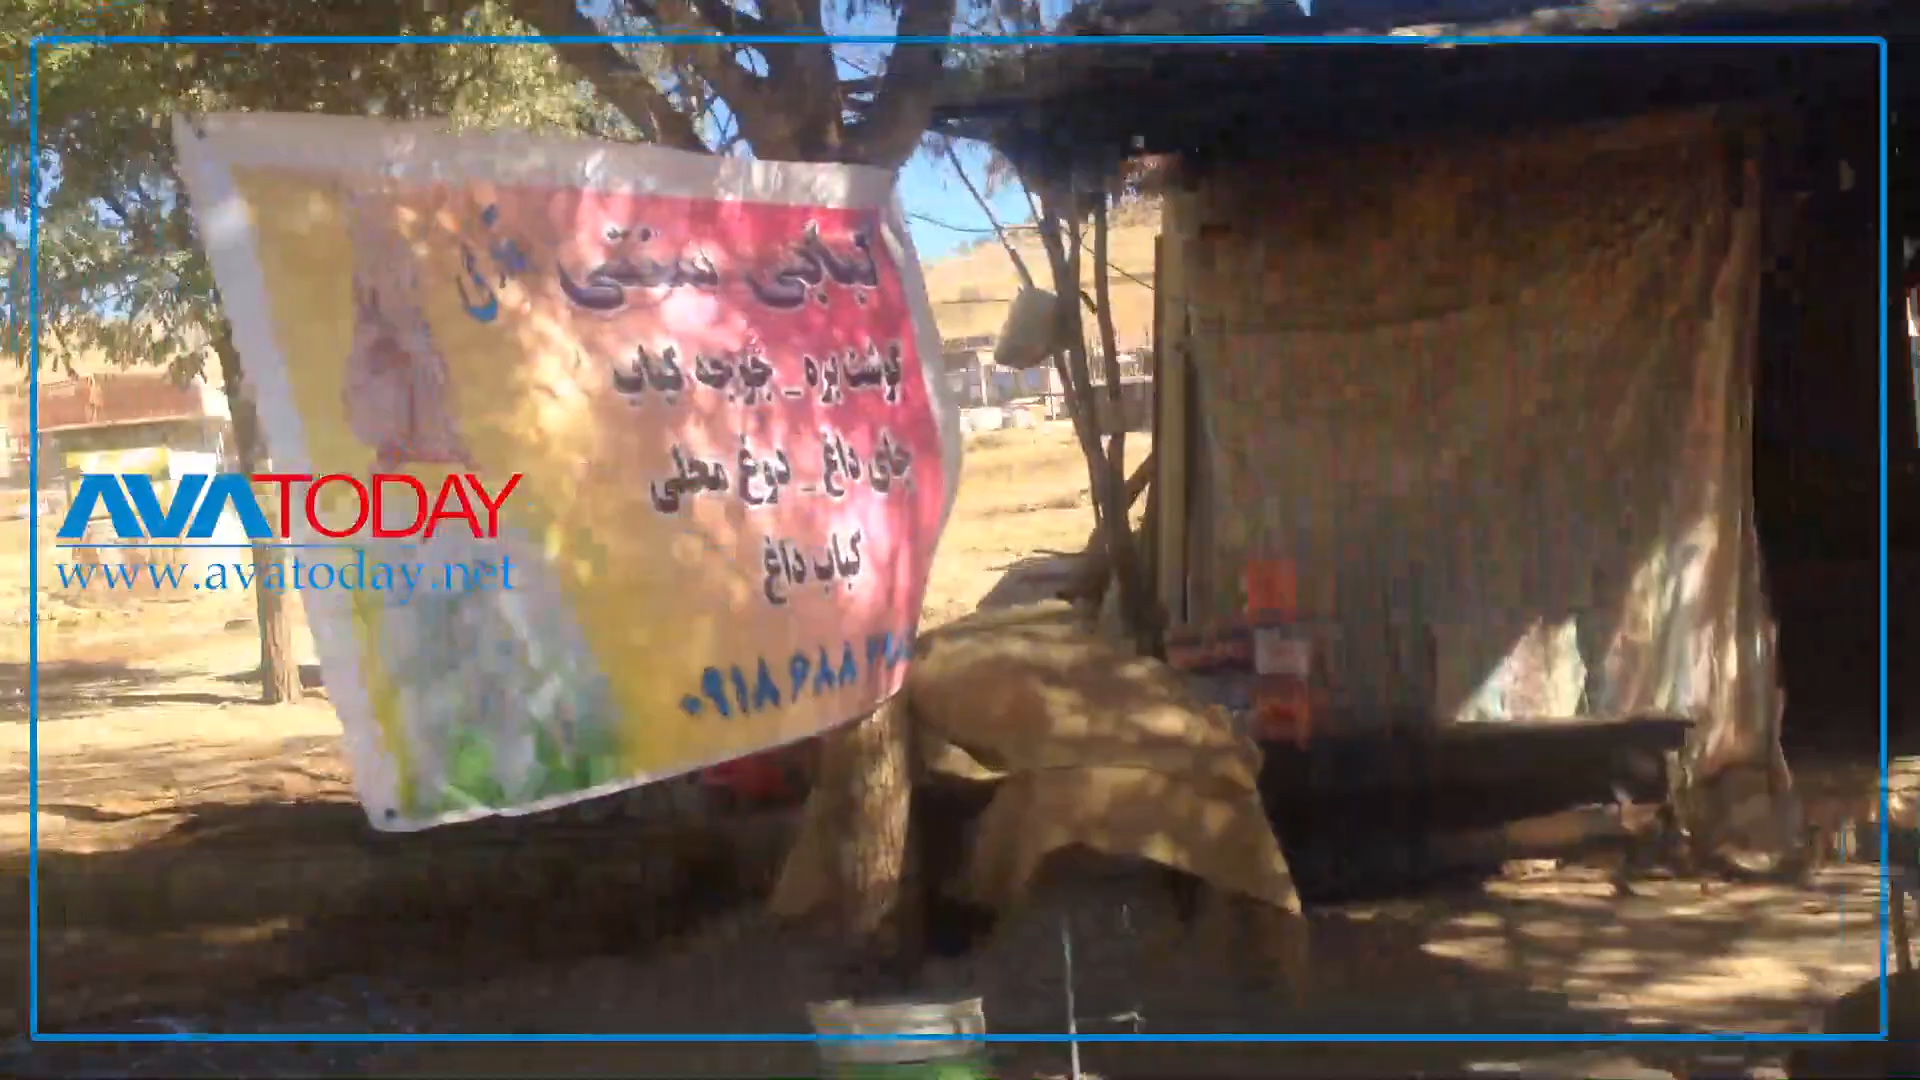 کبابی سنتی
گوشت بره _ جوجه کباب
چای داغ _ دوغ محلی
کباب داغ
۰۹۱۸ ۶۸۸
AVATODAY
www.avatoday.net